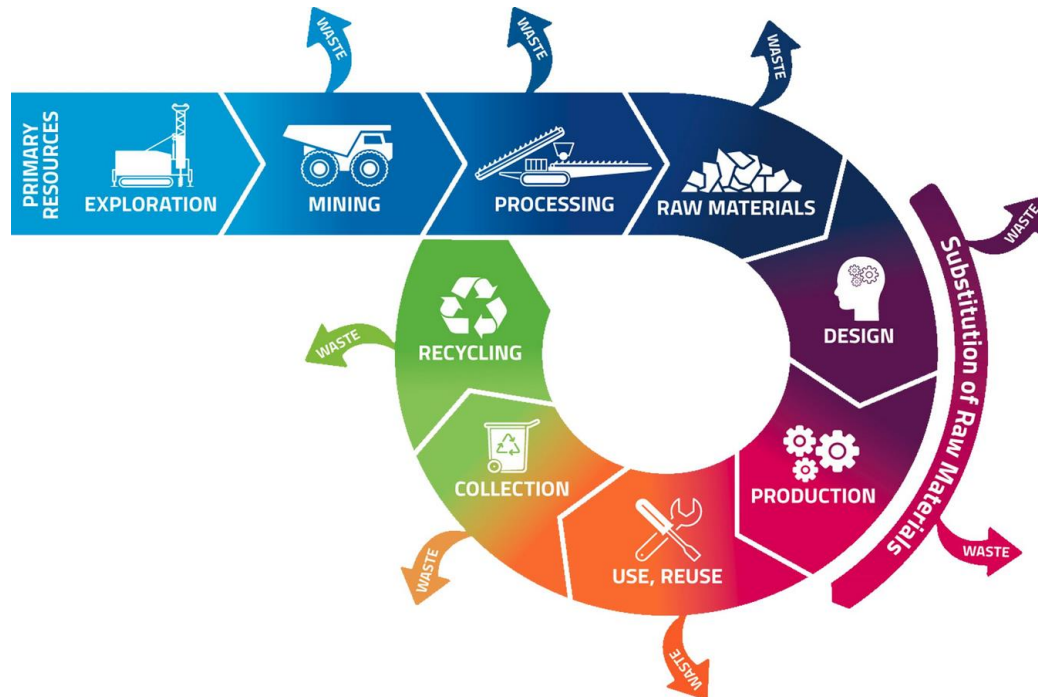 WASTE
WASTE
WASTE
PRIMARY
RESOURCES
EXPLORATION
MINING
PROCESSING
RAW MATERIALS
WASTE
Substitution of Raw Materials
DESIGN
WASTE
RECYCLING
PRODUCTION
COLLECTION
WASTE
USE, REUSE
WASTE
WASTE